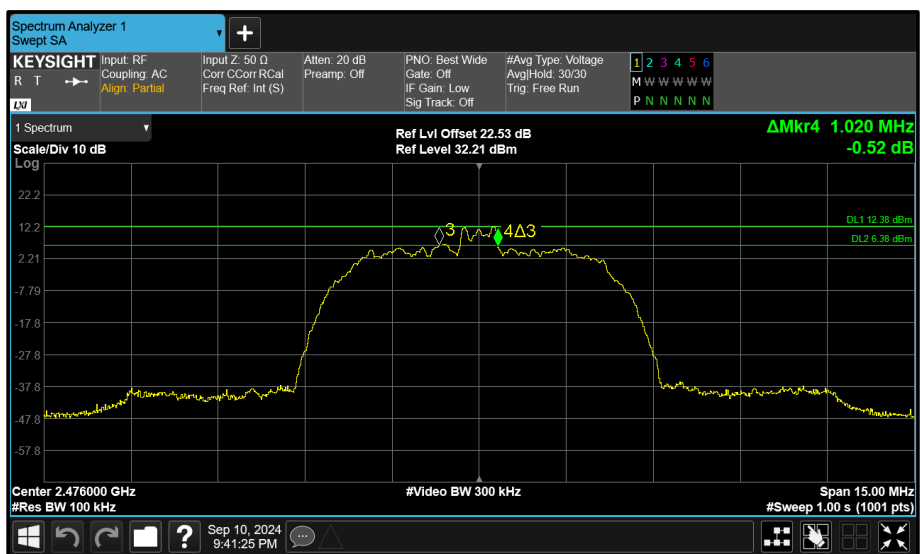 Spectrum Analyzer 1
Swept SA
+
KEYSIGHT
R T
LXI
Input: RF
Coupling: AC
Align: Partial
Input Z: 50 Ω
Corr CCorr RCal
Freq Ref: Int (S)
Atten: 20 dB
Preamp: Off
PNO: Best Wide
Gate: Off
IF Gain: Low
Sig Track: Off
#Avg Type: Voltage
Avg|Hold: 30/30
Trig: Free Run
1 2 3 4 5 6
M W W W W W
P N N N N N
1 Spectrum
Scale/Div 10 dB
Log
Ref Lvl Offset 22.53 dB
Ref Level 32.21 dBm
ΔMkr4 1.020 MHz
-0.52 dB
22.2
12.2
2.21
-7.79
-17.8
-27.8
-37.8
-47.8
-57.8
3
4Δ3
DL1 12.38 dBm
DL2 6.38 dBm
Center 2.476000 GHz
#Res BW 100 kHz
#Video BW 300 kHz
Span 15.00 MHz
#Sweep 1.00 s (1001 pts)
?
Sep 10, 2024
9:41:25 PM